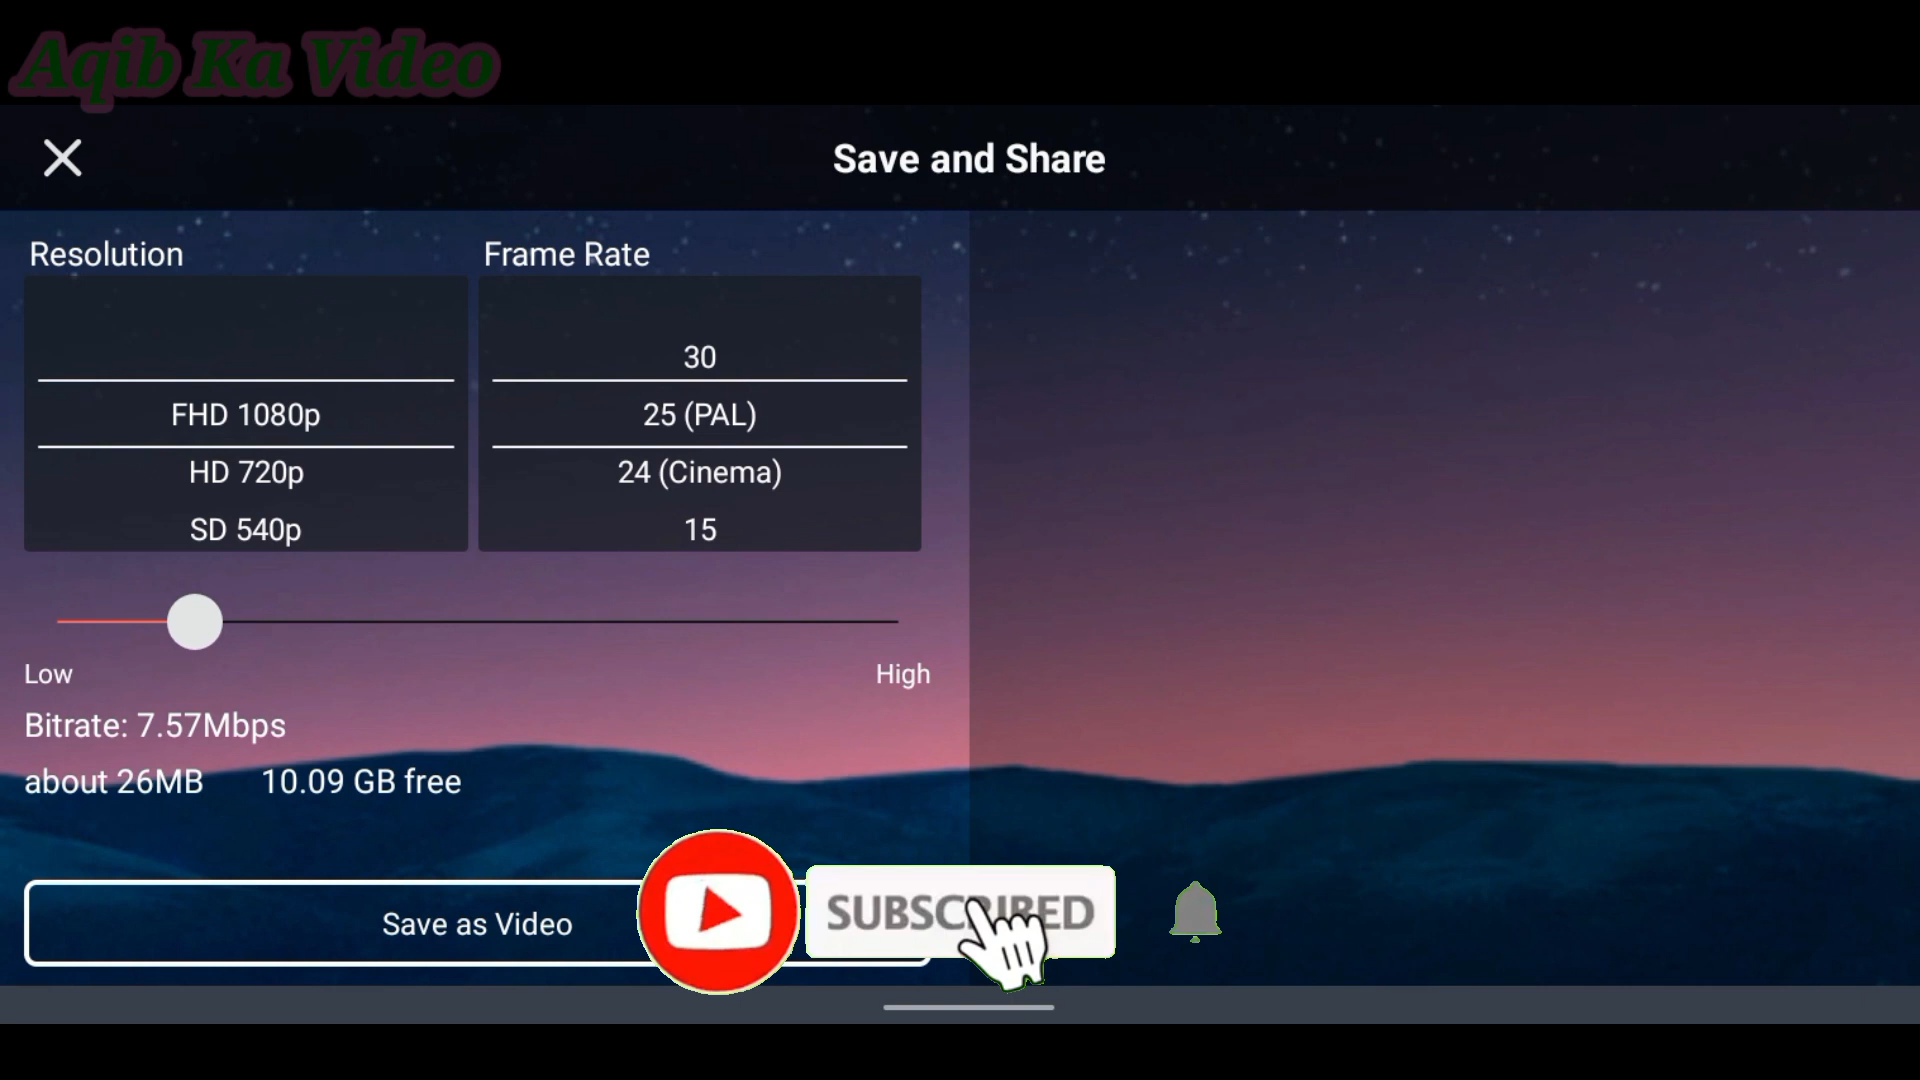 Aqib Ka Video
Save and Share
Resolution
Frame Rate
FHD 1080p
HD 720p
SD 540p
30
25 (PAL)
24 (Cinema)
15
Low
High
Bitrate: 7.57Mbps
about 26MB 10.09 GB free
Save as Video
SUBSCRIBED